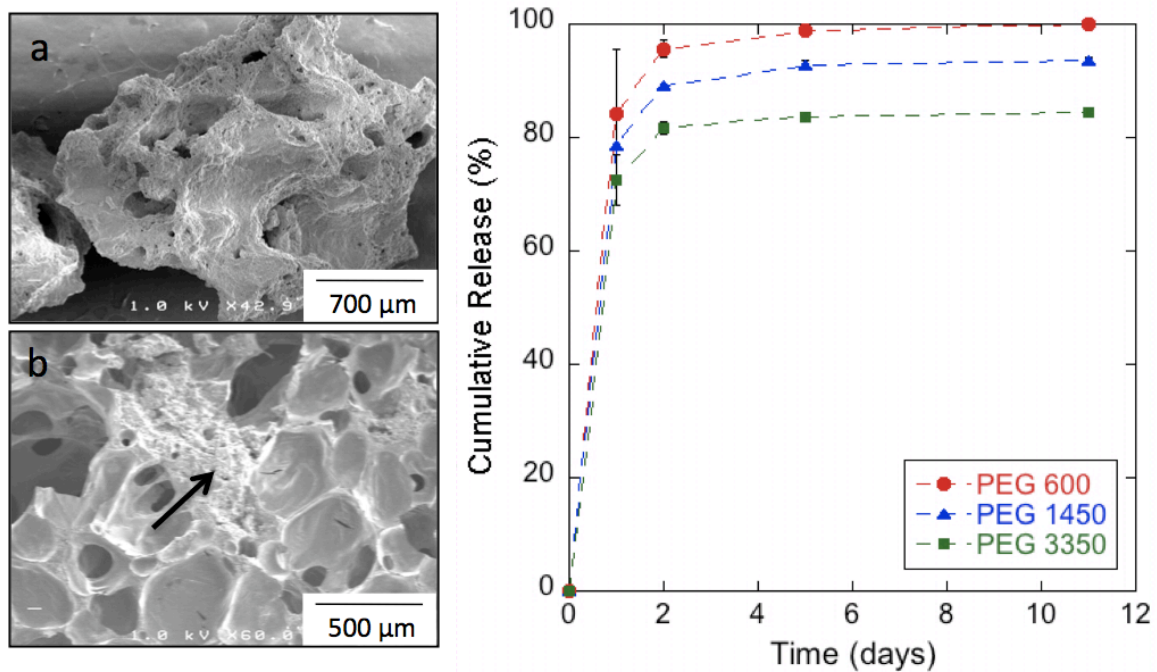 a
1.0 kV X42.9
700 µm
b
1.0 kV X60.0
500 µm
Cumulative Release (%)
100
80
60
40
20
0
0 2 4 6 8 10 12
Time (days)
PEG 600
PEG 1450
PEG 3350